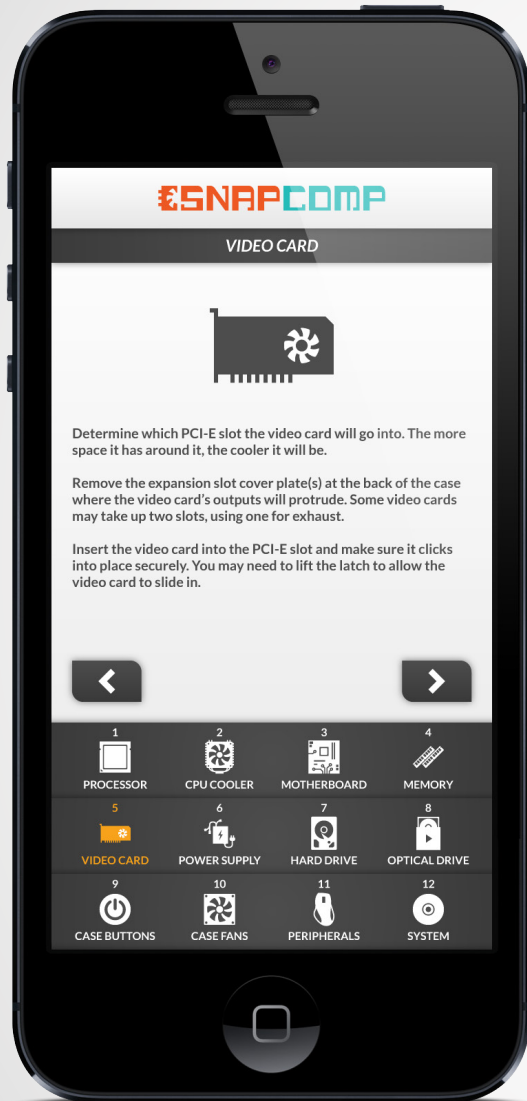 SNAPCOMP
VIDEO CARD
Determine which PCI-E slot the video card will go into. The more
space it has around it, the cooler it will be.
Remove the expansion slot cover plate(s) at the back of the case
where the video card's outputs will protrude. Some video cards
may take up two slots, using one for exhaust.
Insert the video card into the PCI-E slot and make sure it clicks
into place securely. You may need to lift the latch to allow the
video card to slide in.
1 2 3 4
PROCESSOR CPU COOLER MOTHERBOARD MEMORY
5 6 7 8
VIDEO CARD POWER SUPPLY HARD DRIVE OPTICAL DRIVE
9 10 11 12
CASE BUTTONS CASE FANS PERIPHERALS SYSTEM